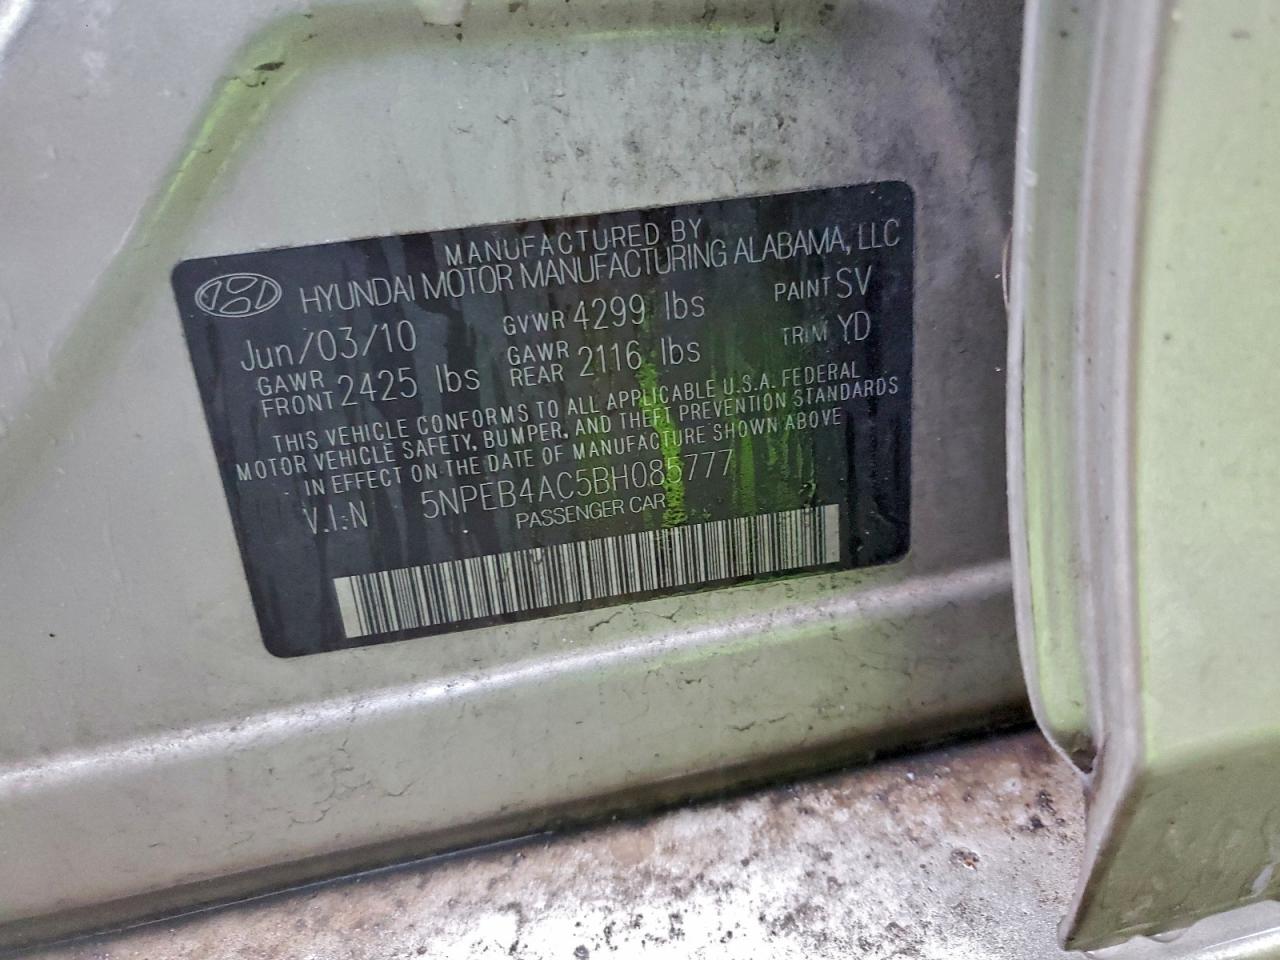 MANUFACTURED BY
HYUNDAI MOTOR MANUFACTURING ALABAMA, LLC
Jun/03/10 GVWR 4299 lbs PAINT SV
GAWR FRONT 2425 lbs GAWR REAR 2116 lbs TRIM YD
THIS VEHICLE CONFORMS TO ALL APPLICABLE U.S.A. FEDERAL
MOTOR VEHICLE SAFETY, BUMPER, AND THEFT PREVENTION STANDARDS
IN EFFECT ON THE DATE OF MANUFACTURE SHOWN ABOVE
V.I.N 5NPEB4AC5BH085777
PASSENGER CAR